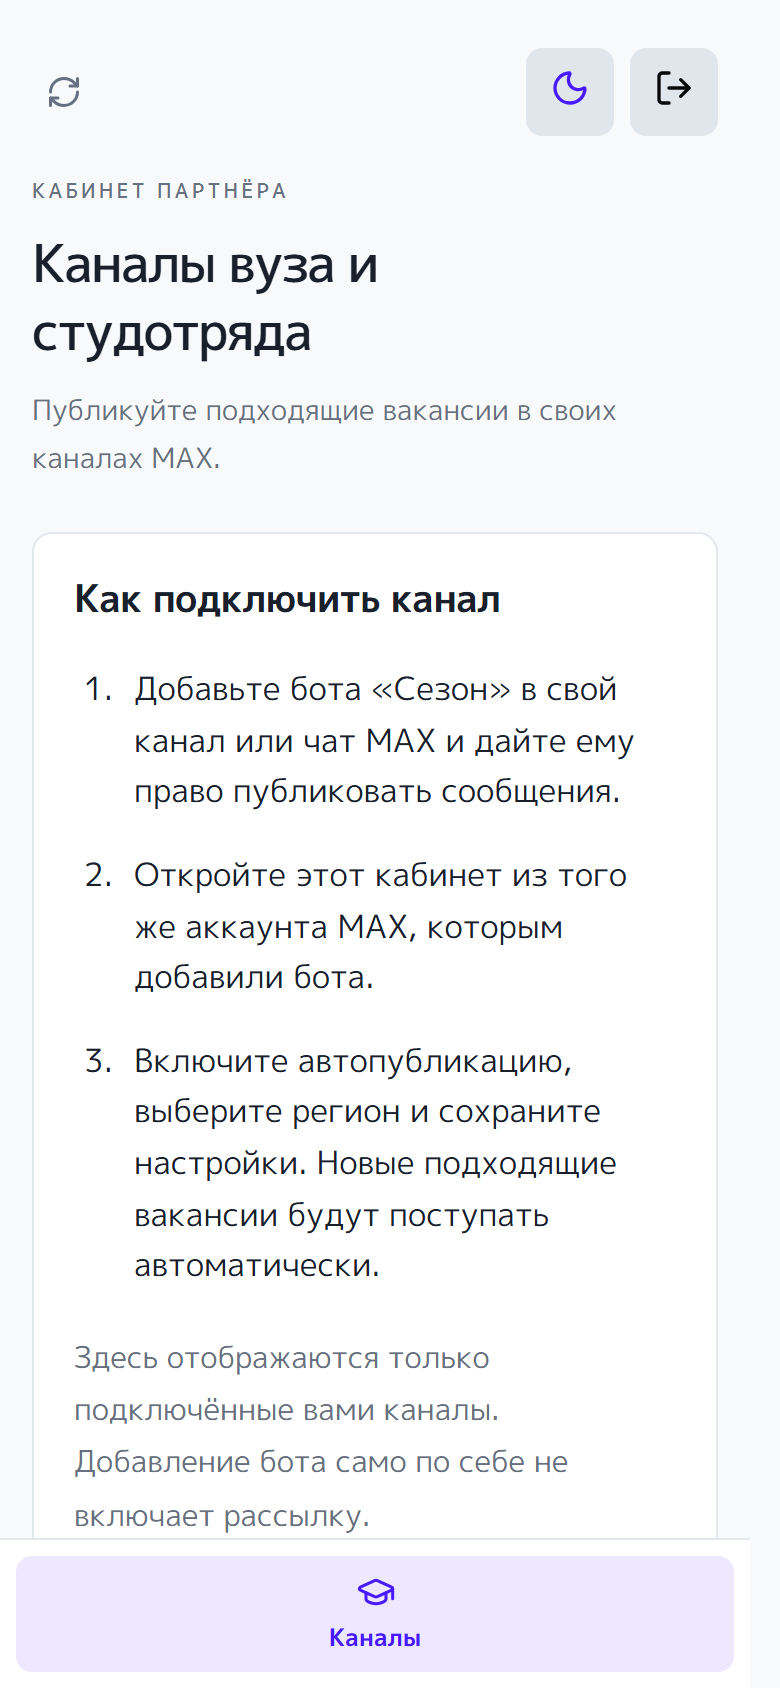 КАБИНЕТ ПАРТНЁРА
Каналы вуза и
студотряда
Публикуйте подходящие вакансии в своих
каналах MAX.
Как подключить канал
1. Добавьте бота «Сезон» в свой
канал или чат MAX и дайте ему
право публиковать сообщения.
2. Откройте этот кабинет из того
же аккаунта MAX, которым
добавили бота.
3. Включите автопубликацию,
выберите регион и сохраните
настройки. Новые подходящие
вакансии будут поступать
автоматически.
Здесь отображаются только
подключённые вами каналы.
Добавление бота само по себе не
включает рассылку.
Каналы